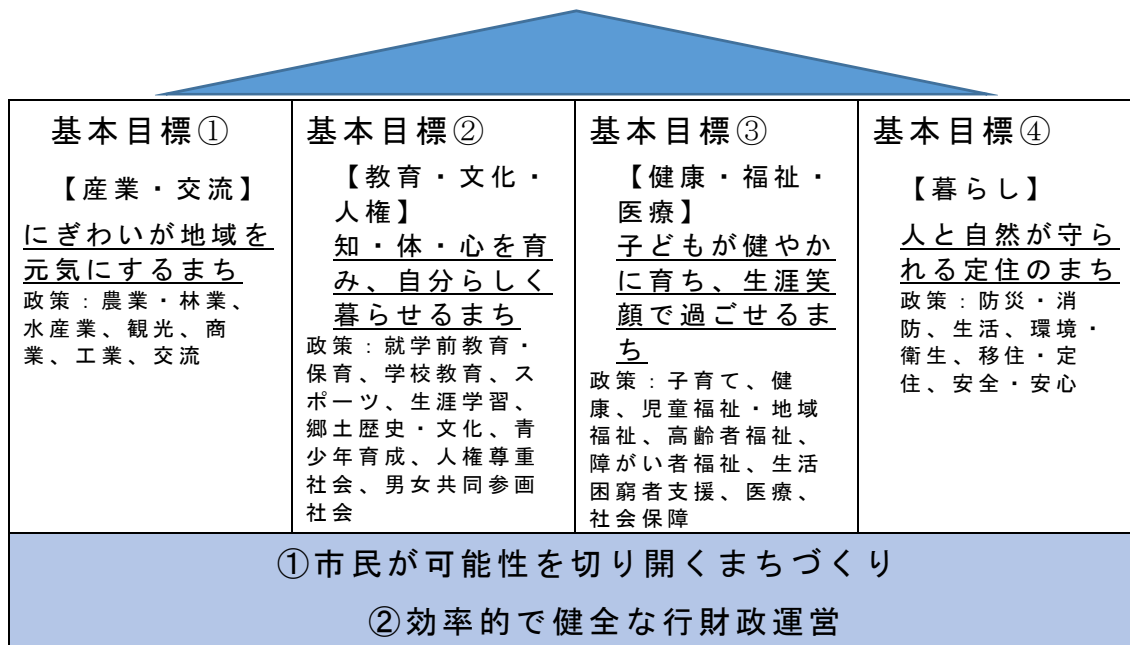 基本目標①
【産業・交流】
にぎわいが地域を
元気にするまち
政策：農業・林業、
水産業、観光、商
業、工業、交流
基本目標②
【教育・文化・
人権】
知・体・心を育
み、自分らしく
暮らせるまち
政策：就学前教育・
保育、学校教育、ス
ポーツ、生涯学習、
郷土歴史・文化、青
少年育成、人権尊重
社会、男女共同参画
社会
基本目標③
【健康・福祉・
医療】
子どもが健やか
に育ち、生涯笑
顔で過ごせるま
ち
政策：子育て、健
康、児童福祉・地域
福祉、高齢者福祉、
障がい者福祉、生活
困窮者支援、医療、
社会保障
基本目標④
【暮らし】
人と自然が守ら
れる定住のまち
政策：防災・消
防、生活、環境・
衛生、移住・定
住、安全・安心
①市民が可能性を切り開くまちづくり
②効率的で健全な行財政運営